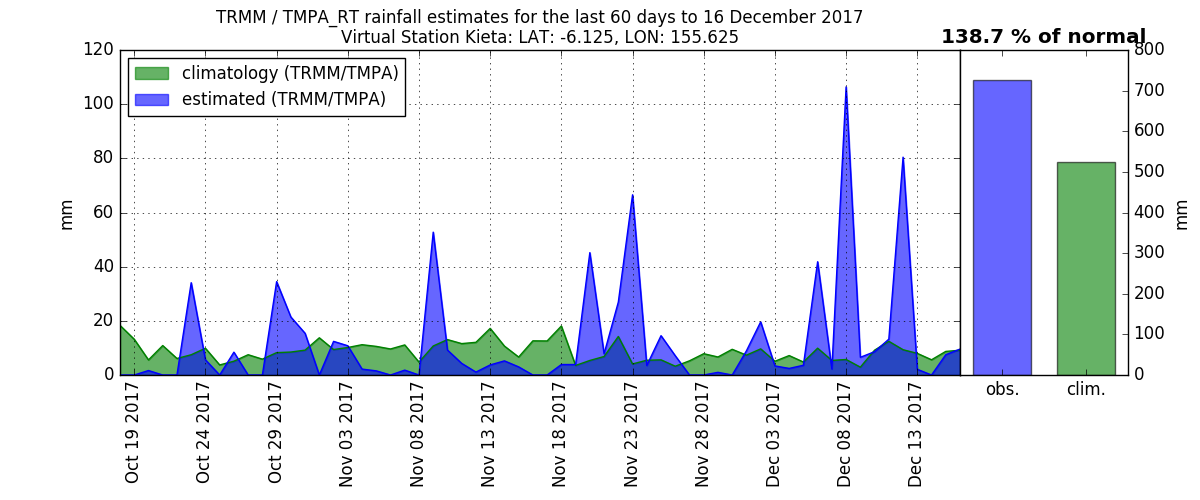 TRMM / TMPA_RT rainfall estimates for the last 60 days to 16 December 2017
Virtual Station Kieta: LAT: -6.125, LON: 155.625
138.7 % of normal
climatology (TRMM/TMPA)
estimated (TRMM/TMPA)
120
100
80
60
40
20
0
mm
Oct 19 2017
Oct 24 2017
Oct 29 2017
Nov 03 2017
Nov 08 2017
Nov 13 2017
Nov 18 2017
Nov 23 2017
Nov 28 2017
Dec 03 2017
Dec 08 2017
Dec 13 2017
800
700
600
500
400
300
200
100
0
mm
obs.
clim.